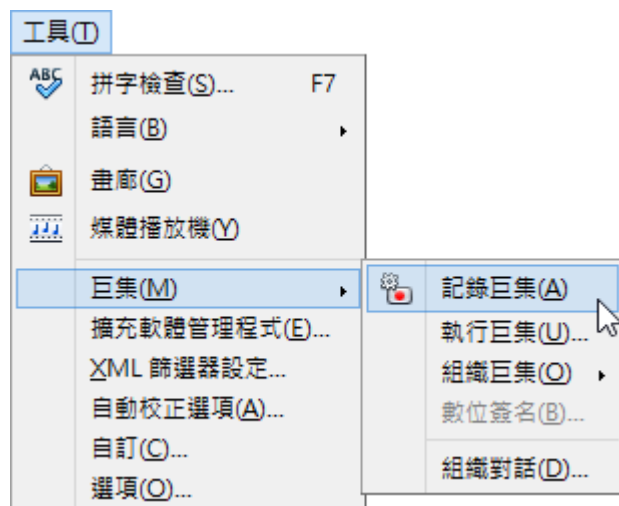 工具(T)
ABC
拼字檢查(S)... F7
語言(B)
畫廊(G)
媒體播放機(Y)
巨集(M)
擴充軟體管理程式(E)...
XML 篩選器設定...
自動校正選項(A)...
自訂(C)...
選項(O)...
記錄巨集(A)
執行巨集(U)...
組織巨集(O)
數位簽名(B)...
組織對話(D)...